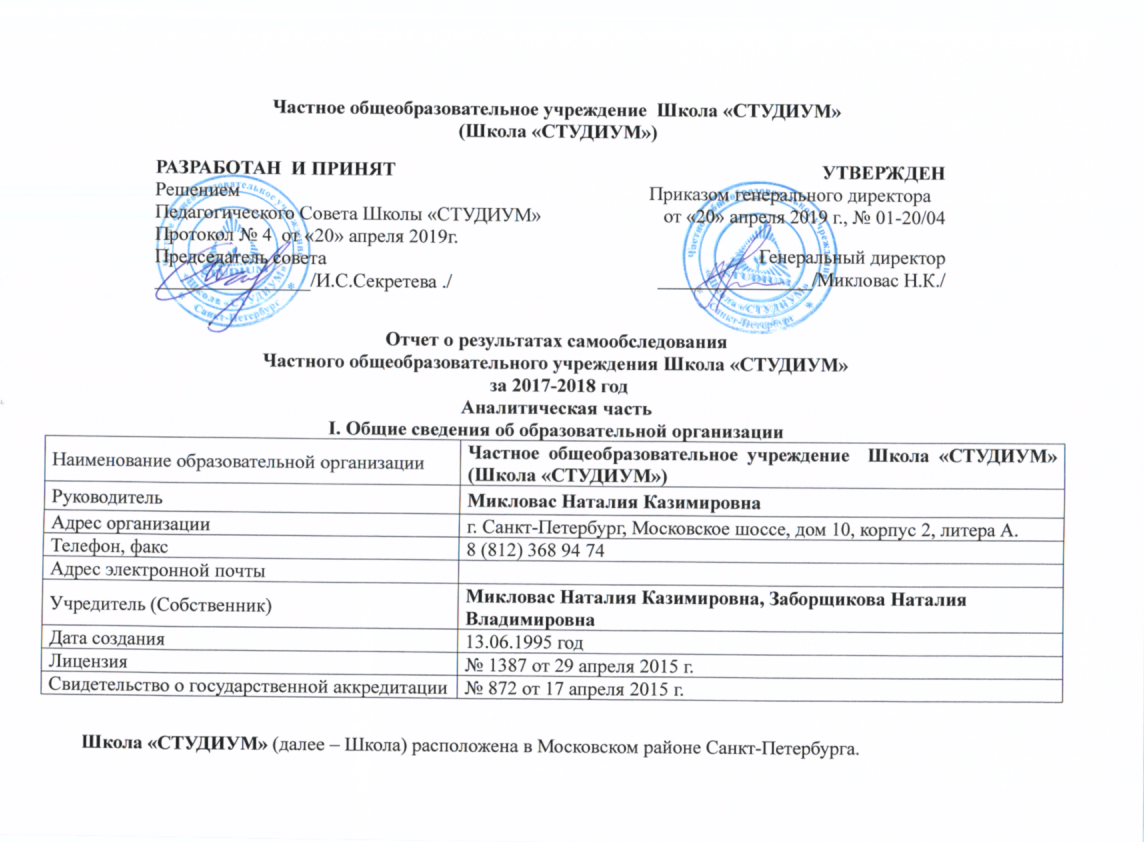 Частное общеобразовательное учреждение Школа «СТУДИУМ»
(Школа «СТУДИУМ»)
РАЗРАБОТАН И ПРИНЯТ
Решением
Педагогического Совета Школы «СТУДИУМ»
Протокол № 4 от «20» апреля 2019г.
Председатель совета
________________/И.С.Секретева ./
УТВЕРЖДЕН
Приказом генерального директора
от «20» апреля 2019 г., № 01-20/04
Генеральный директор
________________/Микловас Н.К./
Отчет о результатах самообследования
Частного общеобразовательного учреждения Школа «СТУДИУМ»
за 2017-2018 год
Аналитическая часть
I. Общие сведения об образовательной организации
Наименование образовательной организации
Частное общеобразовательное учреждение Школа «СТУДИУМ»
(Школа «СТУДИУМ»)
Руководитель
Микловас Наталия Казимировна
Адрес организации
г. Санкт-Петербург, Московское шоссе, дом 10, корпус 2, литера А.
Телефон, факс
8 (812) 368 94 74
Адрес электронной почты
Учредитель (Собственник)
Микловас Наталия Казимировна, Заборщикова Наталия
Владимировна
Дата создания
13.06.1995 год
Лицензия
№ 1387 от 29 апреля 2015 г.
Свидетельство о государственной аккредитации
№ 872 от 17 апреля 2015 г.
Школа «СТУДИУМ» (далее – Школа) расположена в Московском районе Санкт-Петербурга.